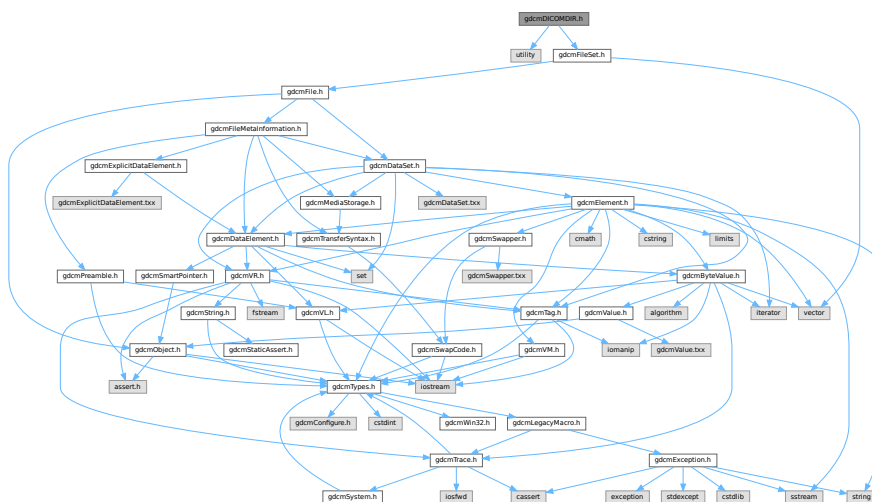 gdcmDICOMDIR.h
utility
gdcmFileSet.h
gdcmFile.h
gdcmFileMetaInformation.h
gdcmExplicitDataElement.h
gdcmDataSet.h
gdcmExplicitDataElement.txx
gdcmMediaStorage.h
gdcmDataSet.txx
gdcmElement.h
gdcmDataElement.h
gdcmTransferSyntax.h
gdcmSwapper.h
cmath
cstring
limits
gdcmPreamble.h
gdcmSmartPointer.h
gdcmVR.h
set
gdcmSwapper.txx
gdcmByteValue.h
gdcmString.h
fstream
gdcmVL.h
gdcmTag.h
gdcmValue.h
algorithm
iterator
vector
gdcmObject.h
gdcmStaticAssert.h
gdcmSwapCode.h
gdcmVM.h
iomanip
gdcmValue.txx
assert.h
gdcmTypes.h
iostream
gdcmConfigure.h
cstdint
gdcmWin32.h
gdcmLegacyMacro.h
gdcmTrace.h
gdcmException.h
gdcmSystem.h
iosfwd
cassert
exception
stdexcept
cstdlib
sstream
string